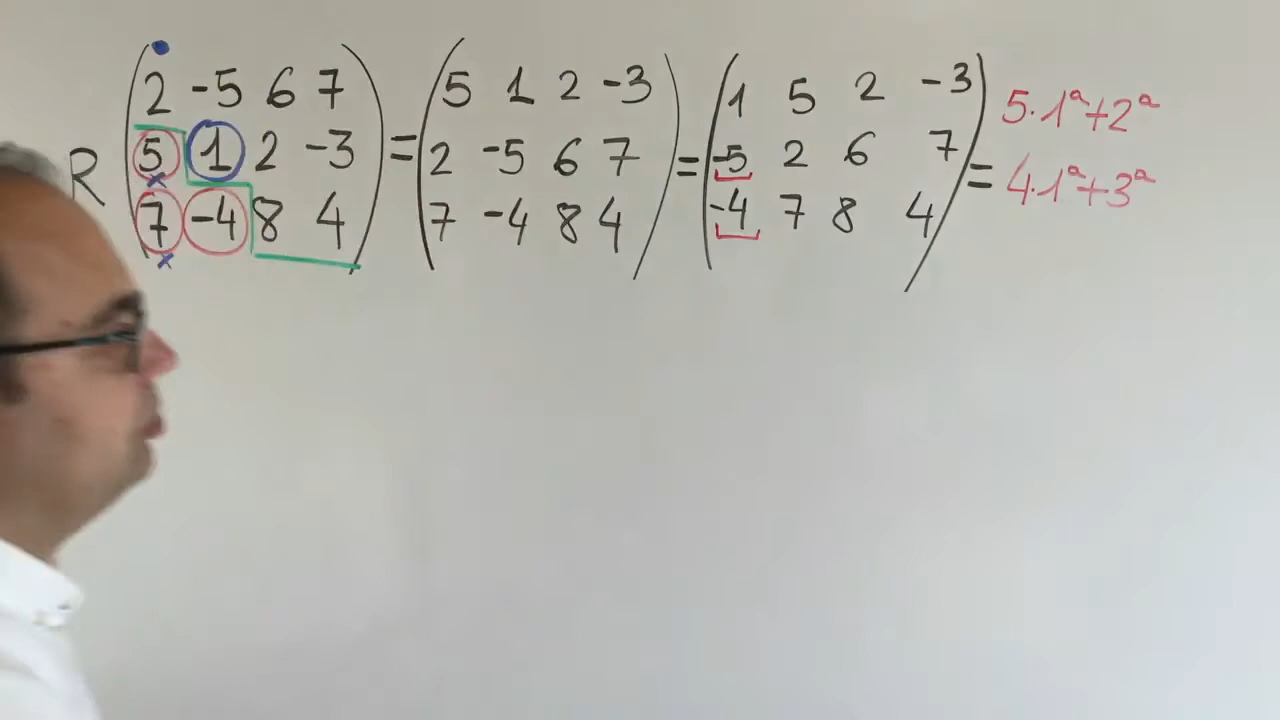 2 -5 6 7 5 1 2 -3 1 5 2 -3 5·1ª+2ª
R 5 1 2 -3 = 2 -5 6 7 = -5 2 6 7 = 4·1ª+3ª
7 -4 8 4 7 -4 8 4 -4 7 8 4